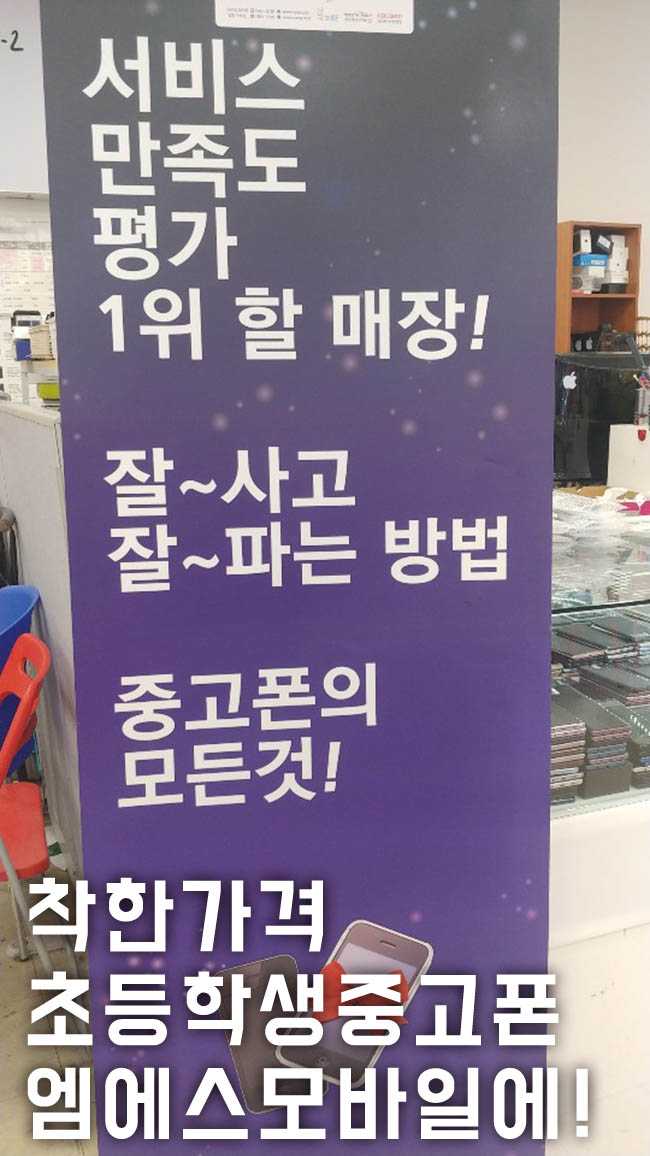 -2
서비스
만족도
평가
1위 할 매장!
잘~사고
잘~파는 방법
중고폰의
모든것!
착한가격
초등학생중고폰
엠에스모바일에!